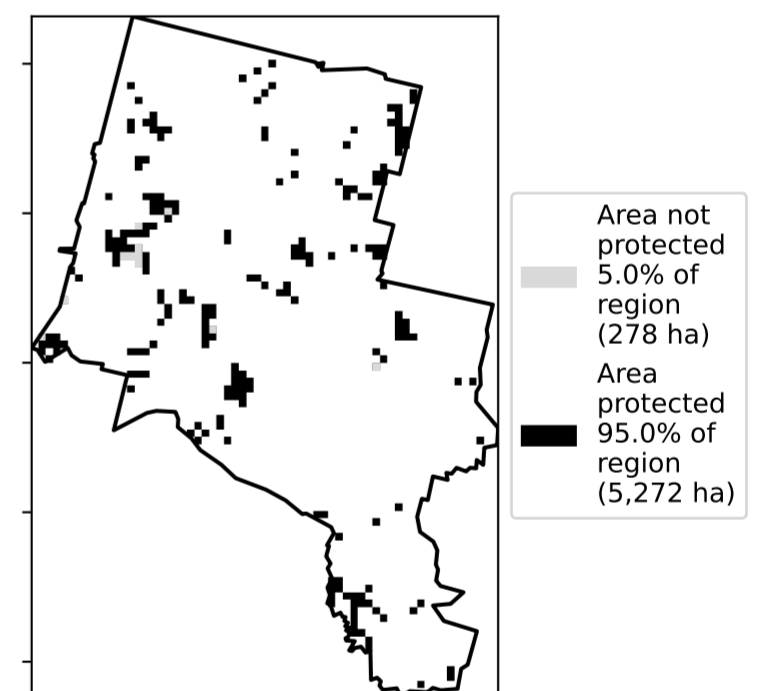 Area not
protected
5.0% of
region
(278 ha)
Area
protected
95.0% of
region
(5,272 ha)